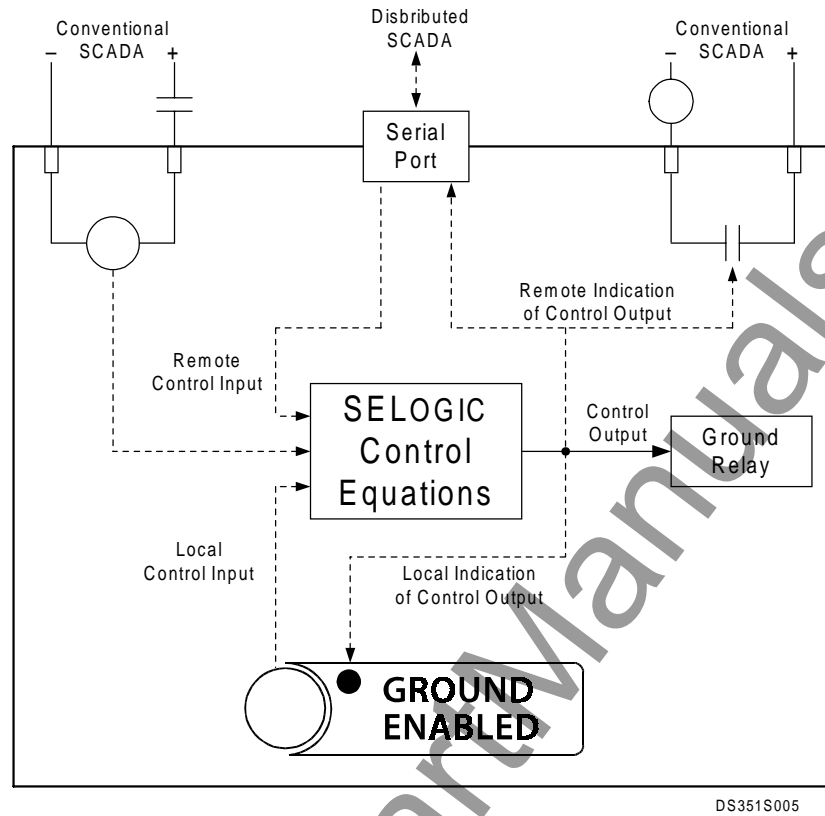 Conventional
SCADA
− +
Disbributed
SCADA
Conventional
SCADA
− +
Serial
Port
Remote Indication
of Control Output
Remote
Control Input
SELOGIC
Control
Equations
Control
Output
Ground
Relay
Local
Control Input
Local Indication
of Control Output
GROUND
ENABLED
DS351S005